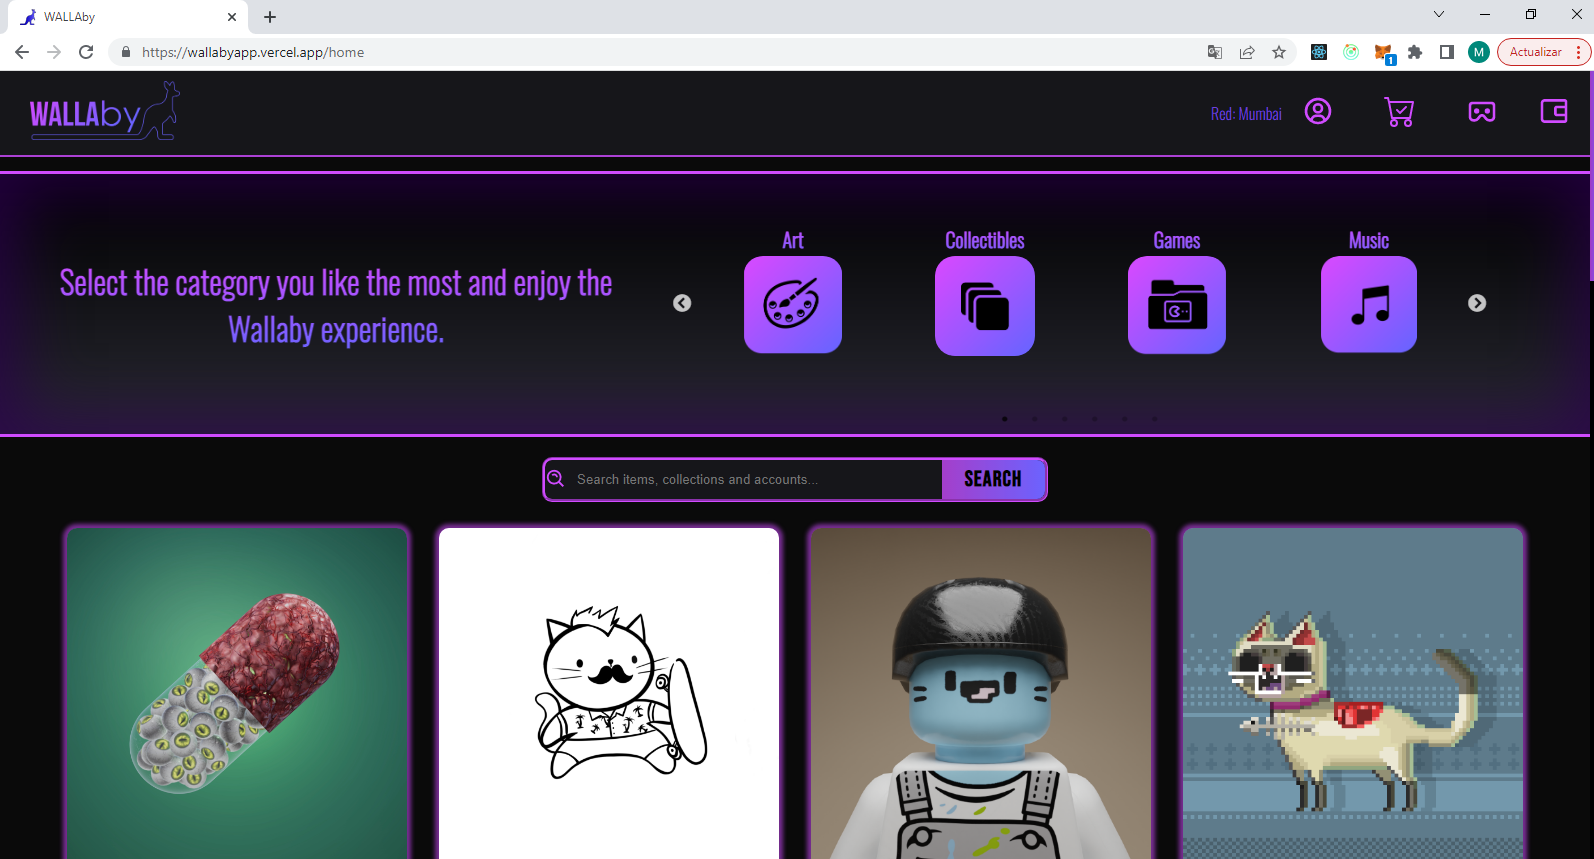 WALLAby
https://wallabyapp.vercel.app/home
1
M
Actualizar
WALLAby
Red: Mumbai
Select the category you like the most and enjoy the
Wallaby experience.
Art
Collectibles
Games
Music
Search items, collections and accounts...
SEARCH